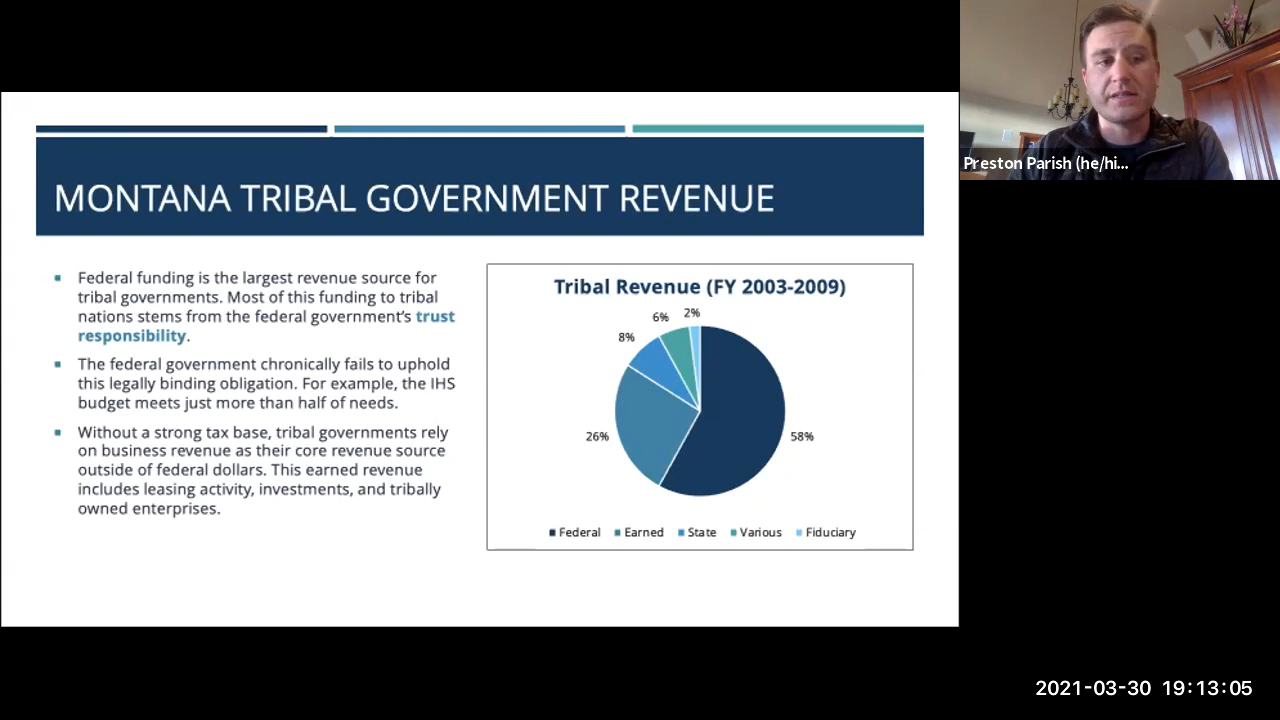 MONTANA TRIBAL GOVERNMENT REVENUE
Federal funding is the largest revenue source for
tribal governments. Most of this funding to tribal
nations stems from the federal government’s trust
responsibility.
The federal government chronically fails to uphold
this legally binding obligation. For example, the IHS
budget meets just more than half of needs.
Without a strong tax base, tribal governments rely
on business revenue as their core revenue source
outside of federal dollars. This earned revenue
includes leasing activity, investments, and tribally
owned enterprises.
Tribal Revenue (FY 2003-2009)
2%
6%
8%
26%
58%
Federal Earned State Various Fiduciary
Preston Parish (he/hi...
2021-03-30 19:13:05